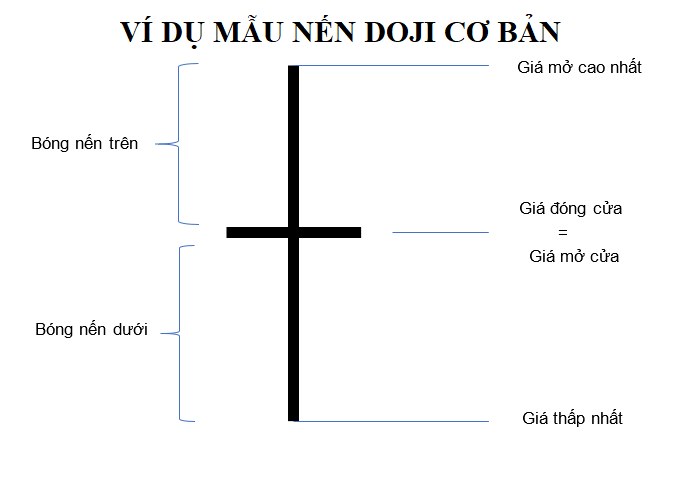 VÍ DỤ MẪU NẾN DOJI CƠ BẢN
Giá mở cao nhất
Bóng nến trên
Giá đóng cửa
=
Giá mở cửa
Bóng nến dưới
Giá thấp nhất